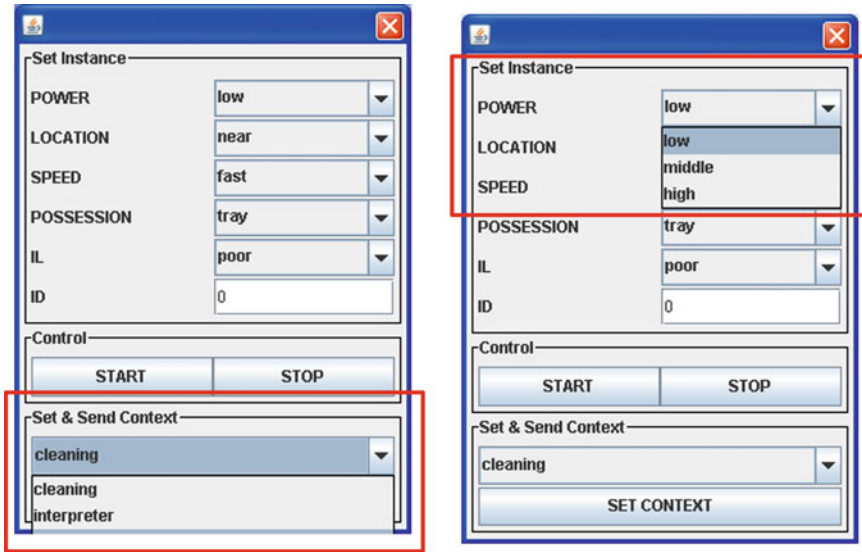 Set Instance
POWER low
LOCATION near
SPEED fast
POSSESSION tray
IL poor
ID 0
Control
START STOP
Set & Send Context
cleaning
cleaning
interpreter
Set Instance
POWER low
LOCATION low
middle
SPEED high
POSSESSION tray
IL poor
ID 0
Control
START STOP
Set & Send Context
cleaning
SET CONTEXT